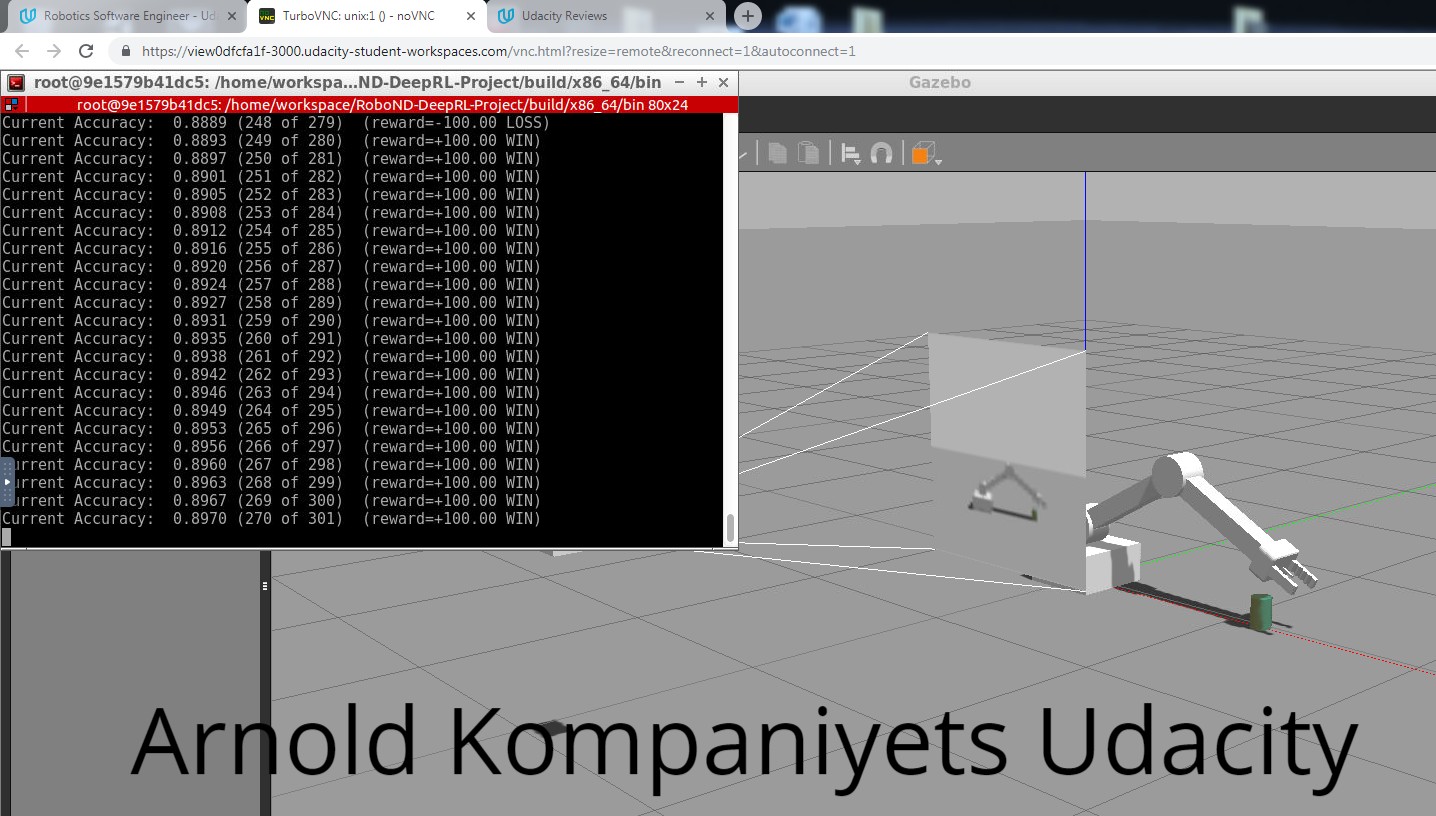 Robotics Software Engineer - Ud
TurboVNC: unix:1 () - noVNC
Udacity Reviews
https://view0dfcfa1f-3000.udacity-student-workspaces.com/vnc.html?resize=remote&reconnect=1&autoconnect=1
root@9e1579b41dc5: /home/workspa...ND-DeepRL-Project/build/x86_64/bin
Gazebo
root@9e1579b41dc5: /home/workspace/RoboND-DeepRL-Project/build/x86_64/bin 80x24
Current Accuracy:  0.8889 (248 of 279)  (reward=-100.00 LOSS)
Current Accuracy:  0.8893 (249 of 280)  (reward=+100.00 WIN)
Current Accuracy:  0.8897 (250 of 281)  (reward=+100.00 WIN)
Current Accuracy:  0.8901 (251 of 282)  (reward=+100.00 WIN)
Current Accuracy:  0.8905 (252 of 283)  (reward=+100.00 WIN)
Current Accuracy:  0.8908 (253 of 284)  (reward=+100.00 WIN)
Current Accuracy:  0.8912 (254 of 285)  (reward=+100.00 WIN)
Current Accuracy:  0.8916 (255 of 286)  (reward=+100.00 WIN)
Current Accuracy:  0.8920 (256 of 287)  (reward=+100.00 WIN)
Current Accuracy:  0.8924 (257 of 288)  (reward=+100.00 WIN)
Current Accuracy:  0.8927 (258 of 289)  (reward=+100.00 WIN)
Current Accuracy:  0.8931 (259 of 290)  (reward=+100.00 WIN)
Current Accuracy:  0.8935 (260 of 291)  (reward=+100.00 WIN)
Current Accuracy:  0.8938 (261 of 292)  (reward=+100.00 WIN)
Current Accuracy:  0.8942 (262 of 293)  (reward=+100.00 WIN)
Current Accuracy:  0.8946 (263 of 294)  (reward=+100.00 WIN)
Current Accuracy:  0.8949 (264 of 295)  (reward=+100.00 WIN)
Current Accuracy:  0.8953 (265 of 296)  (reward=+100.00 WIN)
Current Accuracy:  0.8956 (266 of 297)  (reward=+100.00 WIN)
urrent Accuracy:  0.8960 (267 of 298)  (reward=+100.00 WIN)
urrent Accuracy:  0.8963 (268 of 299)  (reward=+100.00 WIN)
urrent Accuracy:  0.8967 (269 of 300)  (reward=+100.00 WIN)
Current Accuracy:  0.8970 (270 of 301)  (reward=+100.00 WIN)
Arnold Kompaniyets Udacity